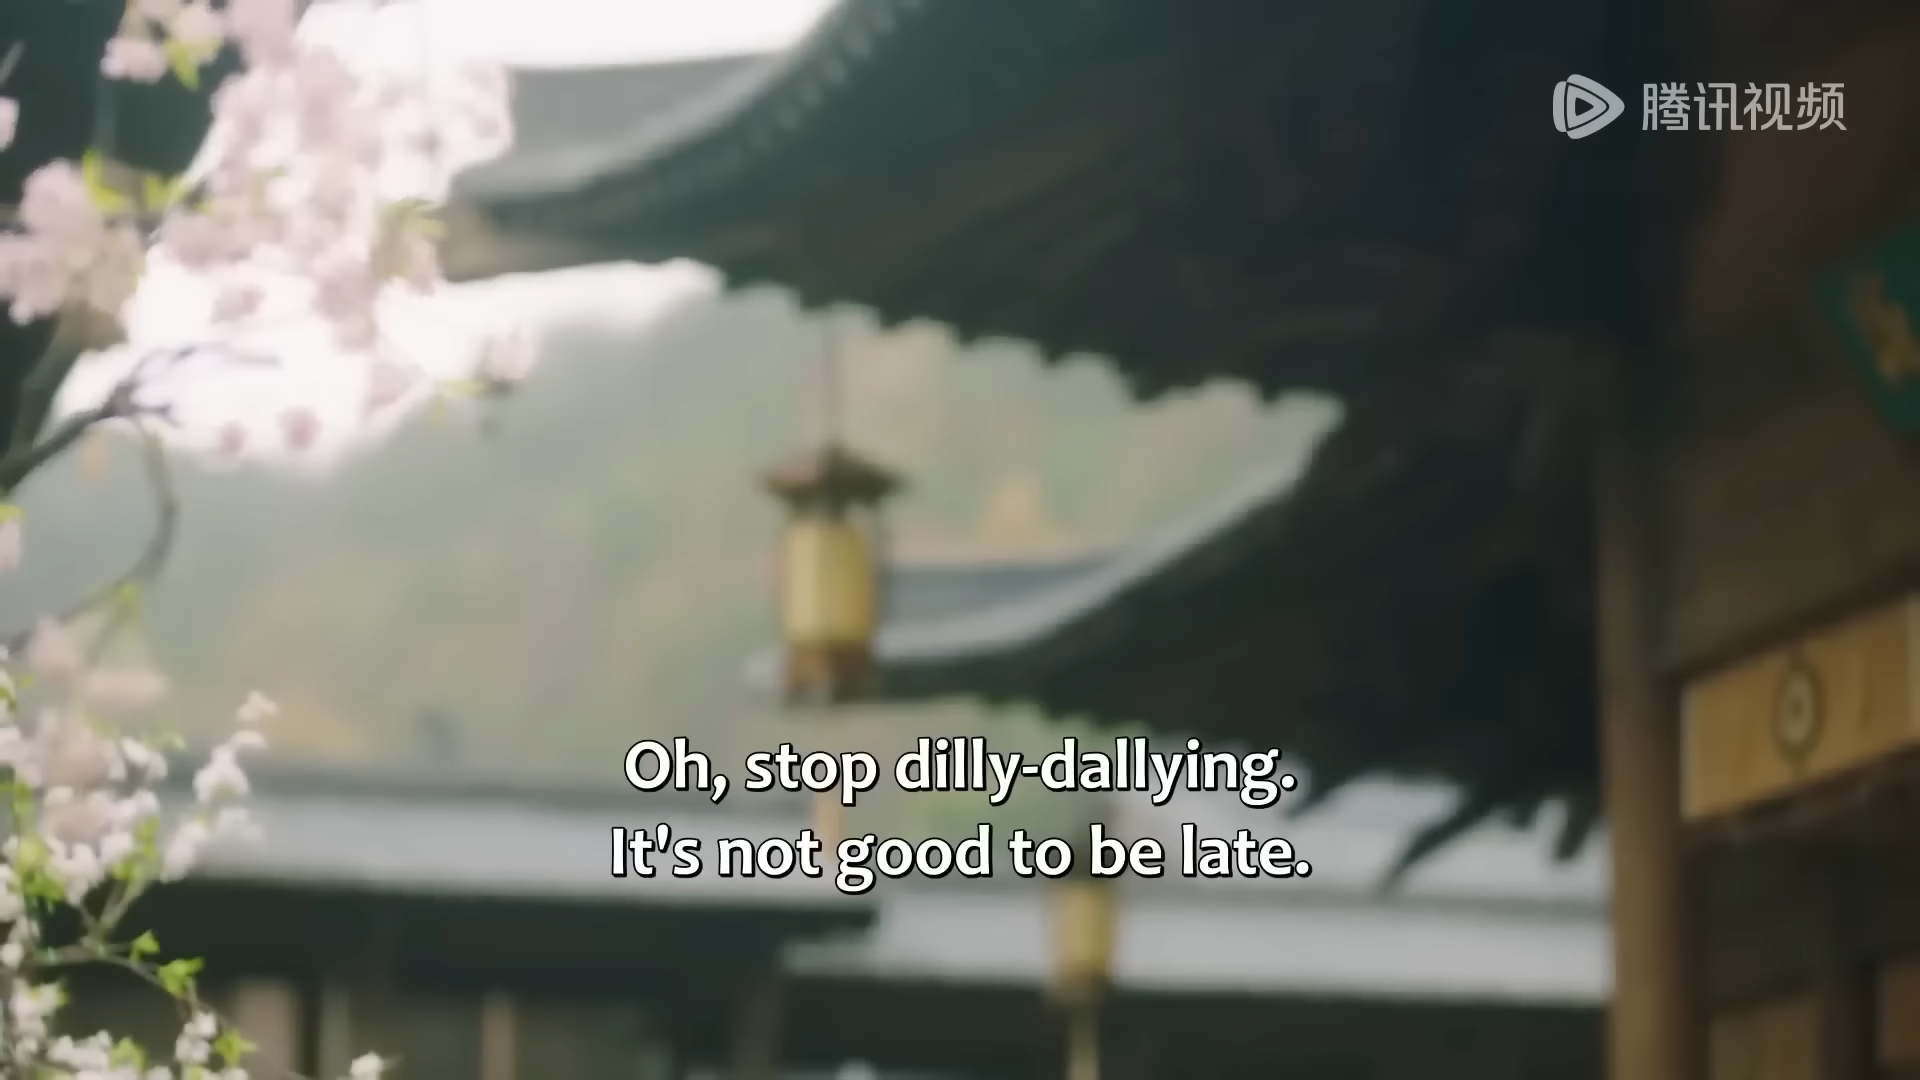 腾讯视频
Oh, stop dilly-dallying.
It's not good to be late.